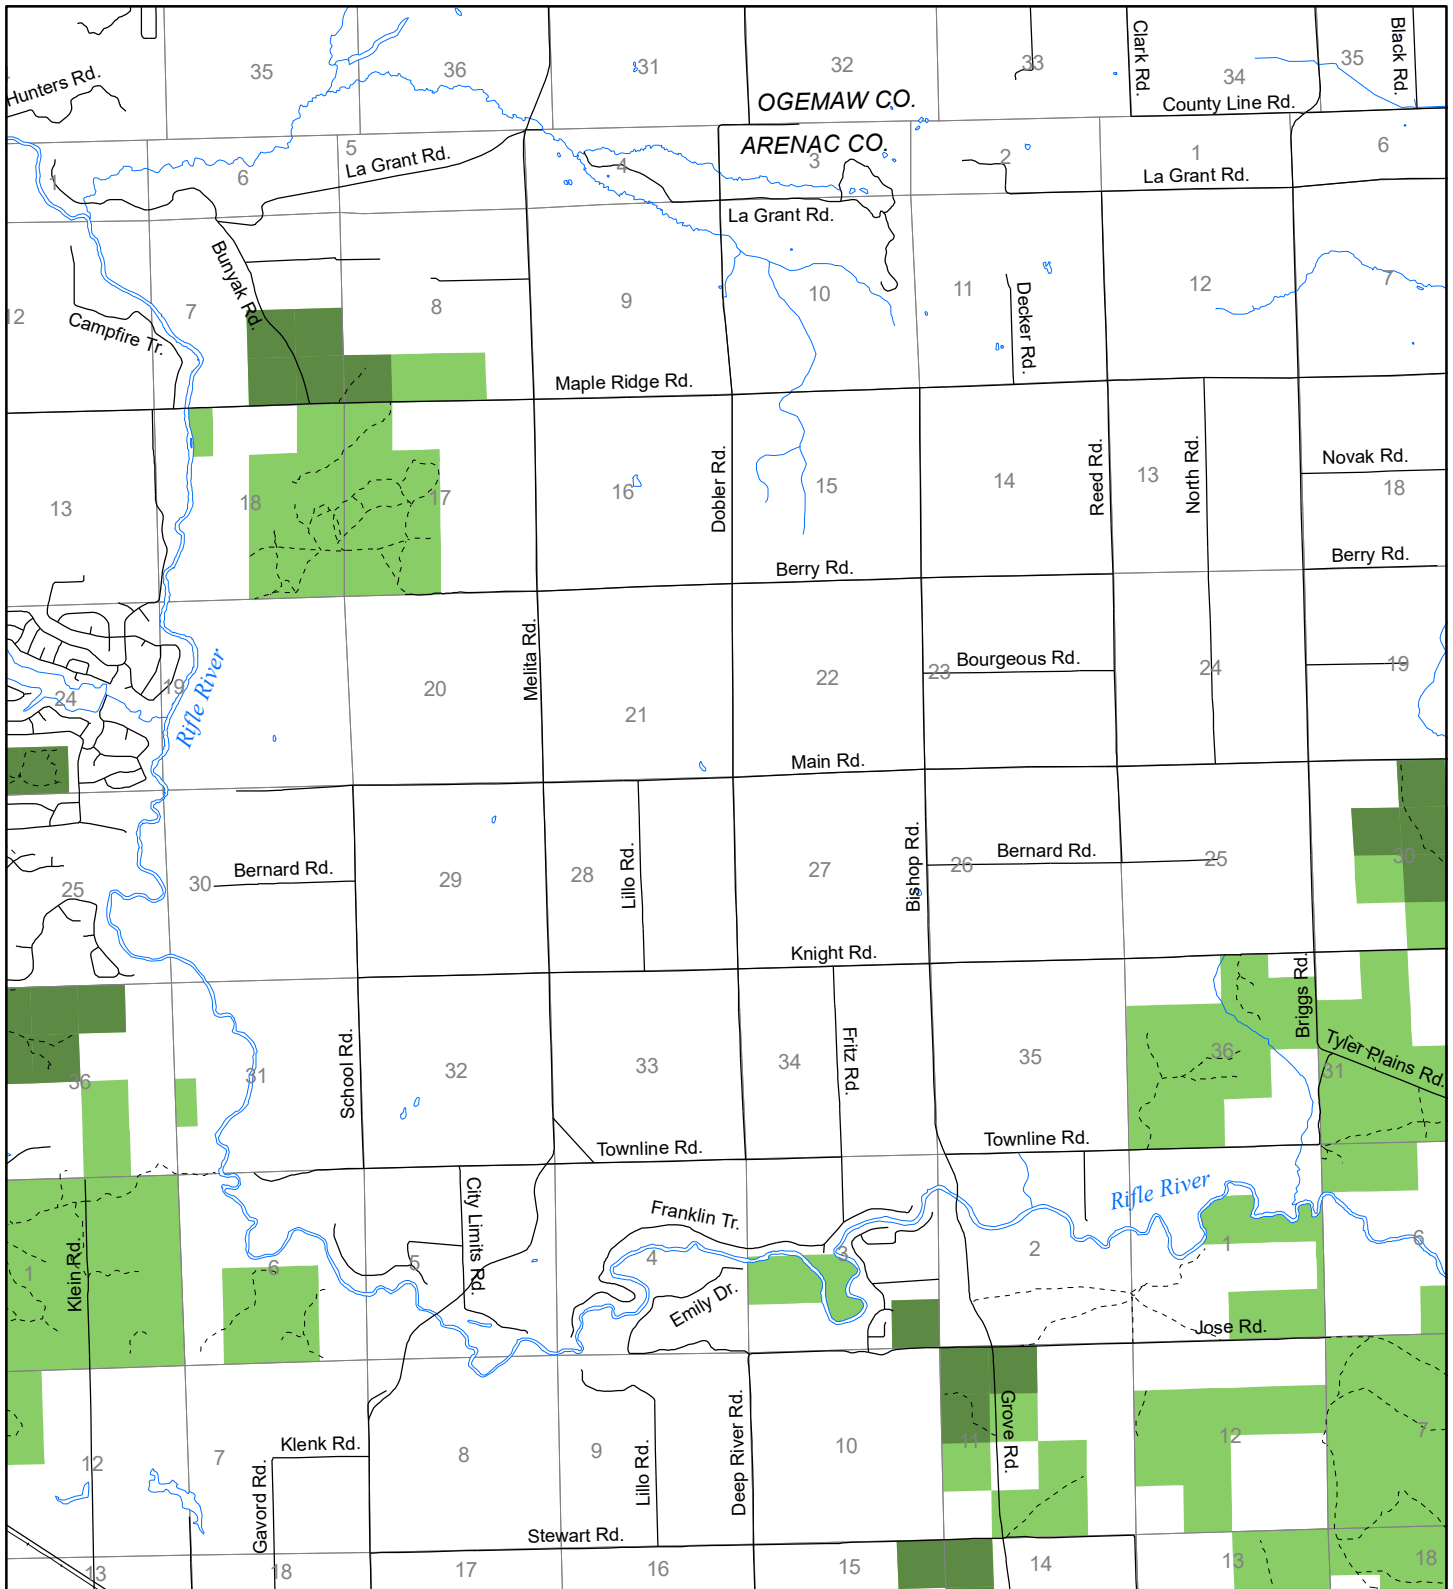 35
36
31
32
33
Clark Rd.
34
35
Black Rd.
Hunters Rd.
OGEMAW CO.
County Line Rd.
ARENAC CO.
1
6
5
La Grant Rd.
4
3
2
1
La Grant Rd.
6
La Grant Rd.
12
Campfire Tr.
7
Bunyak Rd.
8
9
10
11
Decker Rd.
12
7
Maple Ridge Rd.
13
18
17
16
Dobler Rd.
15
14
Reed Rd.
13
North Rd.
Novak Rd.
18
Berry Rd.
Berry Rd.
24
19
Rifle River
20
Melita Rd.
21
22
23
Bourgeous Rd.
24
19
Main Rd.
25
30
Bernard Rd.
29
28
Lillo Rd.
27
Bishop Rd.
26
Bernard Rd.
25
30
Knight Rd.
36
31
School Rd.
32
33
34
Fritz Rd.
35
36
Briggs Rd.
31
Tyler Plains Rd.
Townline Rd.
Townline Rd.
1
Klein Rd.
6
5
City Limits Rd.
Franklin Tr.
4
Emily Dr.
3
2
Rifle River
1
6
Jose Rd.
12
7
Klenk Rd.
Gavord Rd.
8
9
Lillo Rd.
Deep River Rd.
10
11
Grove Rd.
12
7
Stewart Rd.
13
18
17
16
15
14
13
18